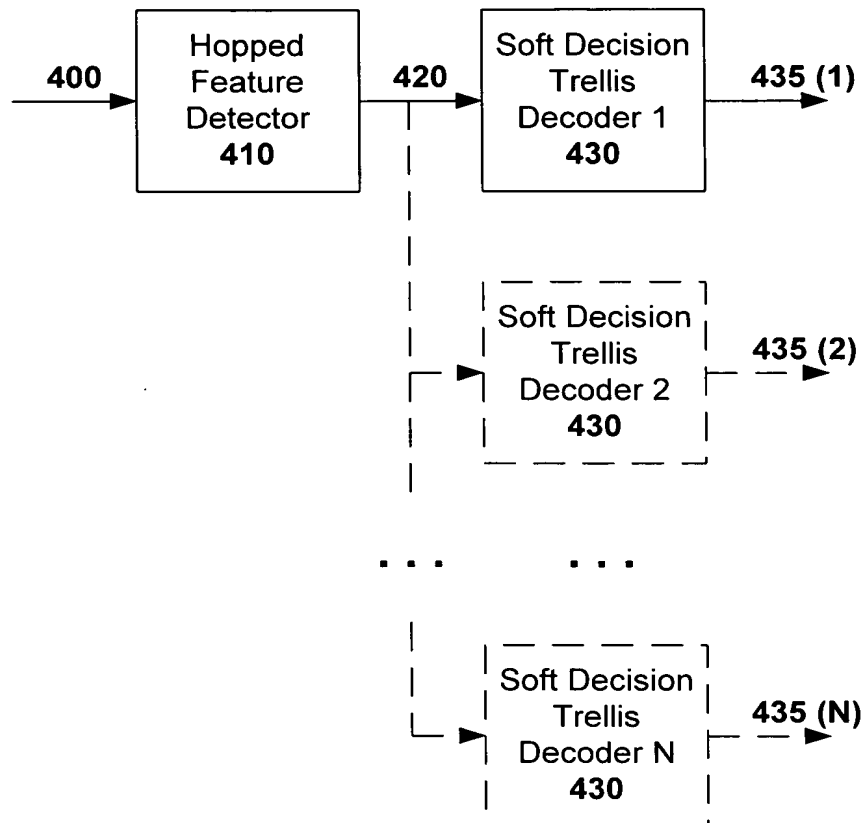 400
Hopped
Feature
Detector
410
420
Soft Decision
Trellis
Decoder 1
430
435 (1)
Soft Decision
Trellis
Decoder 2
430
435 (2)
. . .
. . .
Soft Decision
Trellis
Decoder N
430
435 (N)